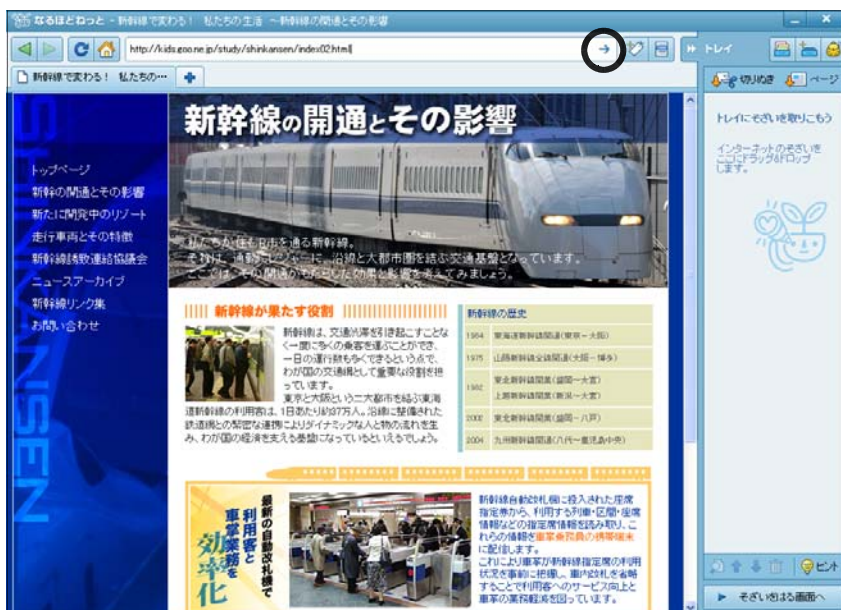 なるほどねっと - 新幹線で変わる! 私たちの生活 ～新幹線の開通とその影響
http://kids.goo.ne.jp/study/shinkansen/index02.html
トレイ
新幹線で変わる! 私たちの…
切りぬき
ページ
SHINKANSEN
トップページ
新幹の開通とその影響
新たに開発中のリゾート
走行車両とその特徴
新幹線誘致連絡協議会
ニュースアーカイブ
新幹線リンク集
お問い合わせ
新幹線の開通とその影響
私たちが住むB市を通る新幹線。
それは、通勤にレジャーに、沿線と大都市圏を結ぶ交通基盤となっています。
ここでは、その開通がもたらした効果と影響を考えてみましょう。
新幹線が果たす役割
新幹線は、交通渋滞を引き起こすことな
く一度に多くの乗客を運ぶことができ、
一日の運行数も多くできるという点で、
わが国の交通網として重要な役割を担
っています。
東京と大阪という二大都市を結ぶ東海
道新幹線の利用客は、1日あたり約37万人。沿線に整備された
鉄道網との緊密な連携によりダイナミックな人と物の流れを生
み、わが国の経済を支える基盤になっているといえるでしょう。
新幹線の歴史
1964 東海道新幹線開通(東京－大阪)
1975 山陽新幹線全線開通(大阪－博多)
1982 東北新幹線開業(盛岡～大宮)
上越新幹線開業(新潟～大宮)
2002 東北新幹線開業(盛岡－八戸)
2004 九州新幹線開通(八代～鹿児島中央)
最新の自動改札機で
利用客と
車掌業務を
効率化
新幹線自動改札機に投入された座席
指定券から、利用する列車・区間・座席
情報などの指定席情報を読み取り、こ
れらの情報を車掌乗務員の携帯端末
に配信します。
これにより車掌が新幹線指定席の利用
状況を事前に把握し、車内改札を省略
することで利用客へのサービス向上と
車掌の業務軽減を図っています。
トレイにそざいを取りこもう
インターネットのそざいを
ここにドラッグ&ドロップ
します。
ヒント
そざいをはる画面へ